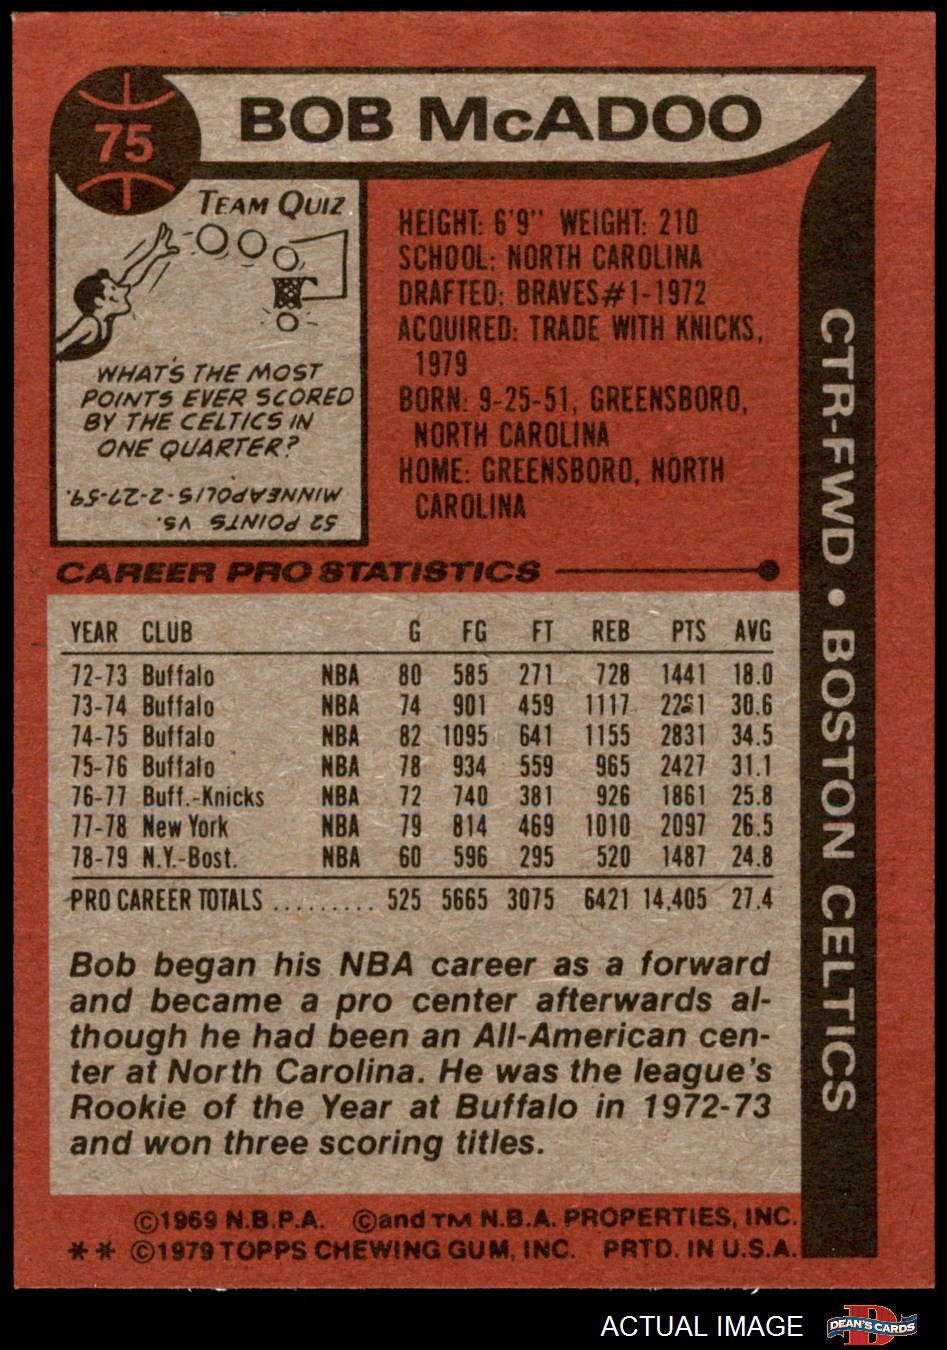 75
BOB McADOO
TEAM QUIZ
WHAT'S THE MOST
POINTS EVER SCORED
BY THE CELTICS IN
ONE QUARTER?
52 POINTS VS.
MINNEAPOLIS-2-27-59.
HEIGHT: 6'9" WEIGHT: 210
SCHOOL: NORTH CAROLINA
DRAFTED: BRAVES#1-1972
ACQUIRED: TRADE WITH KNICKS,
1979
BORN: 9-25-51, GREENSBORO,
NORTH CAROLINA
HOME: GREENSBORO, NORTH
CAROLINA
CTR-FWD • BOSTON CELTICS
CAREER PRO STATISTICS
YEAR CLUB G FG FT REB PTS AVG
72-73 Buffalo NBA 80 585 271 728 1441 18.0
73-74 Buffalo NBA 74 901 459 1117 2261 30.6
74-75 Buffalo NBA 82 1095 641 1155 2831 34.5
75-76 Buffalo NBA 78 934 559 965 2427 31.1
76-77 Buff.-Knicks NBA 72 740 381 926 1861 25.8
77-78 New York NBA 79 814 469 1010 2097 26.5
78-79 N.Y.-Bost. NBA 60 596 295 520 1487 24.8
PRO CAREER TOTALS .......... 525 5665 3075 6421 14,405 27.4
Bob began his NBA career as a forward
and became a pro center afterwards al-
though he had been an All-American cen-
ter at North Carolina. He was the league's
Rookie of the Year at Buffalo in 1972-73
and won three scoring titles.
©1969 N.B.P.A. ©and TM N.B.A. PROPERTIES, INC.
** ©1979 TOPPS CHEWING GUM, INC. PRTD. IN U.S.A.
ACTUAL IMAGE
D
DEAN'S CARDS